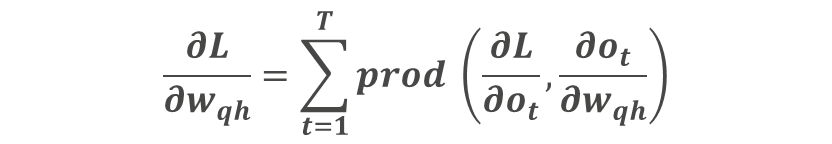 ∂L/∂w_qh = ∑_{t=1}^{T} prod (∂L/∂o_t, ∂o_t/∂w_qh)